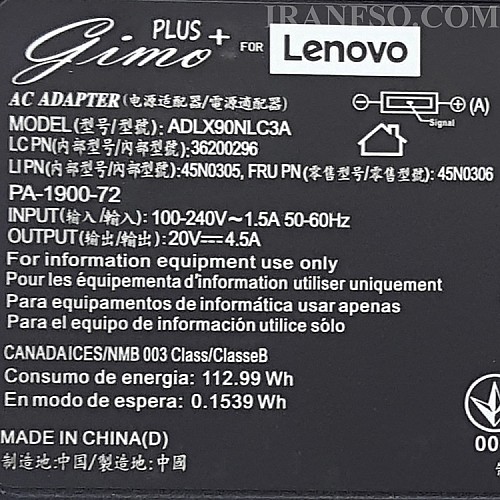 IRANESO.COM
Gimo PLUS + FOR Lenovo
AC ADAPTER (电源适配器/電源適配器)
(A)
Signal
MODEL(型号/型號): ADLX90NLC3A
LC PN(内部型号/內部型號):36200296
LI PN(内部型号/內部型號):45N0305, FRU PN(零售型号/零售型號): 45N0306
PA-1900-72
INPUT(输入/輸入): 100-240V～1.5A 50-60Hz
OUTPUT(输出/輸出): 20V⎓4.5A
For information equipment use only
Pour les équipementa d'information utiliser uniquement
Para equipamentos de informática usar apenas
Para el equipo de información utilice sólo
CANADAICES/NMB 003 Class/ClasseB
Consumo de energia: 112.99 Wh
En modo de espera: 0.1539 Wh
00
MADE IN CHINA(D)
制造地:中国/製造地:中國